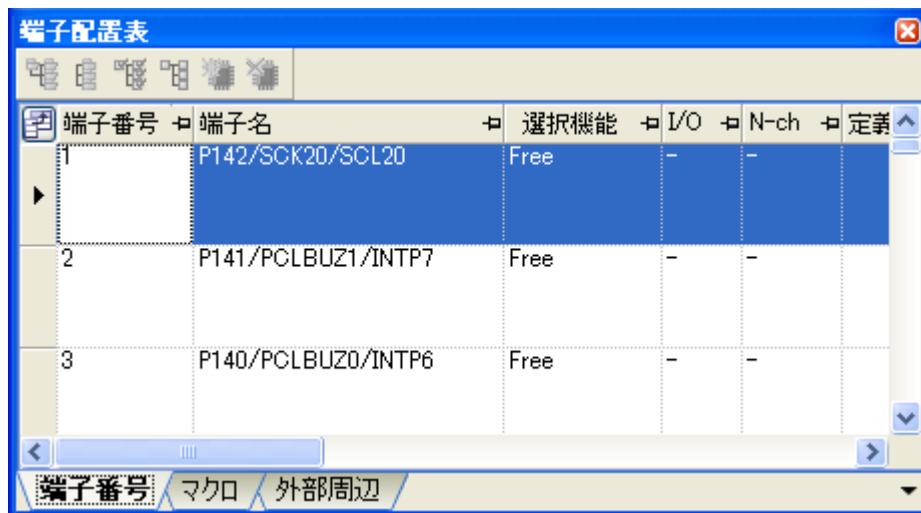 端子配置表
端子番号 端子名 選択機能 I/O N-ch 定義
1 P142/SCK20/SCL20 Free - -
2 P141/PCLBUZ1/INTP7 Free - -
3 P140/PCLBUZ0/INTP6 Free - -
端子番号 マクロ 外部周辺